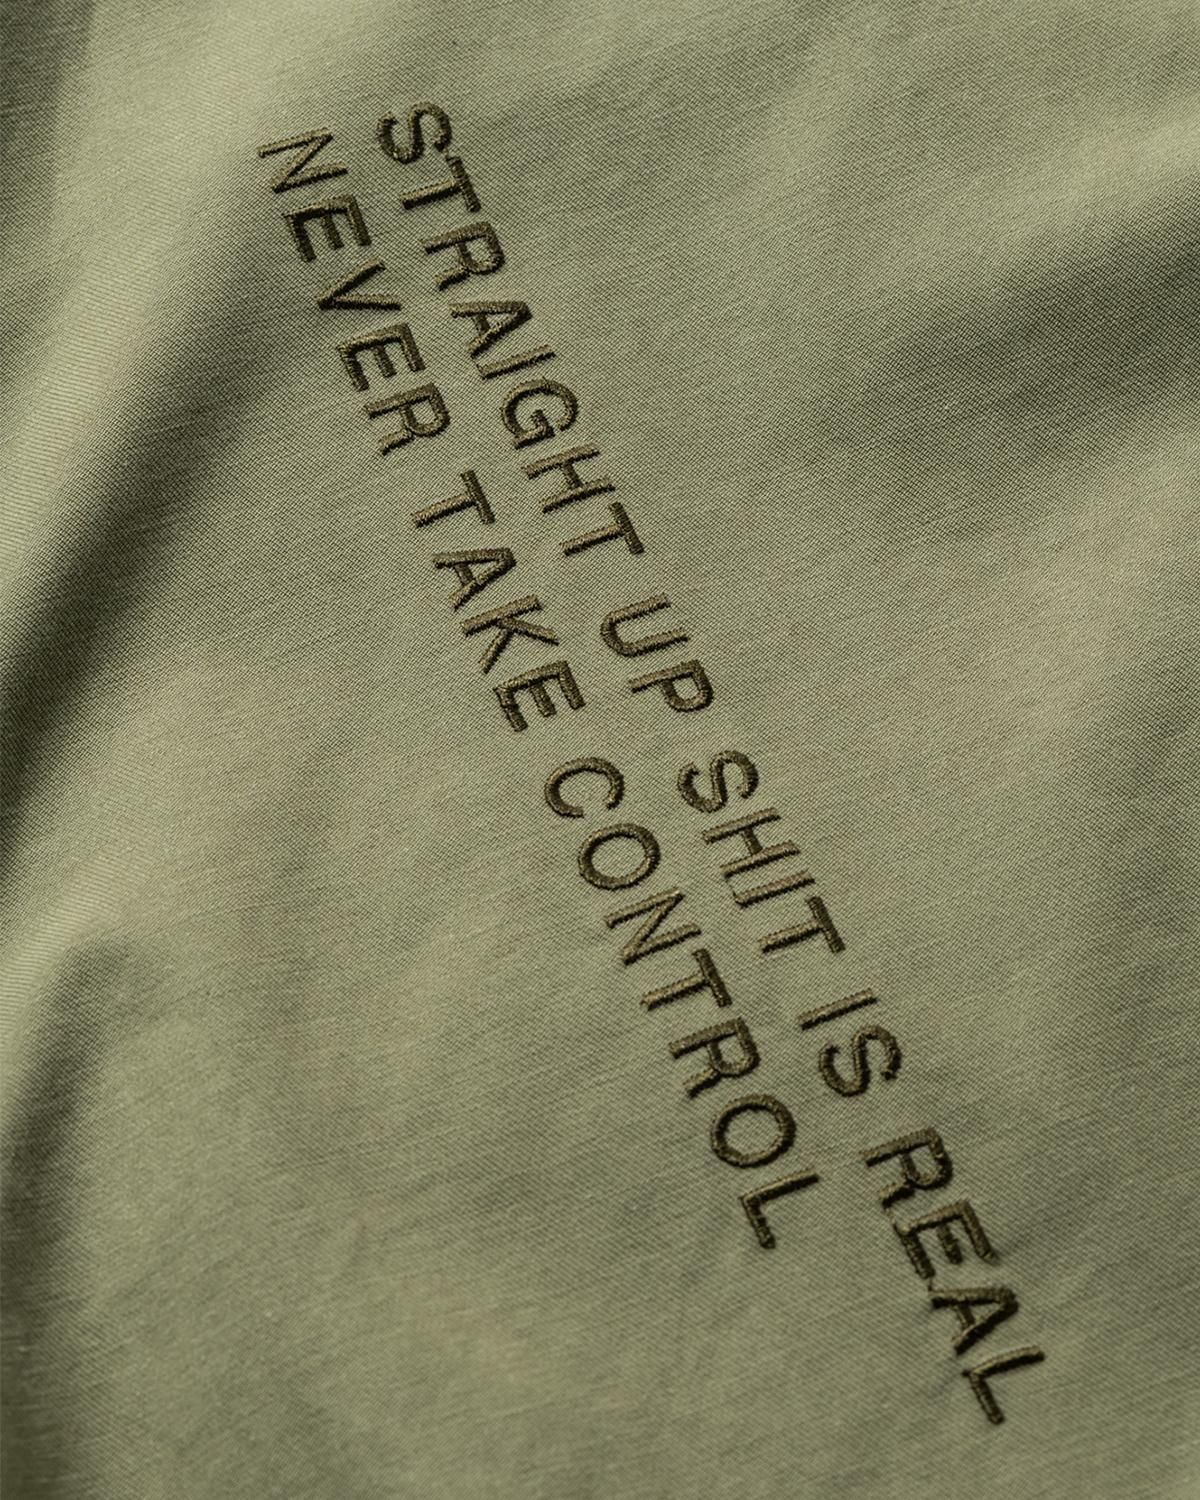 STRAIGHT UP SHIT IS REAL
NEVER TAKE CONTROL